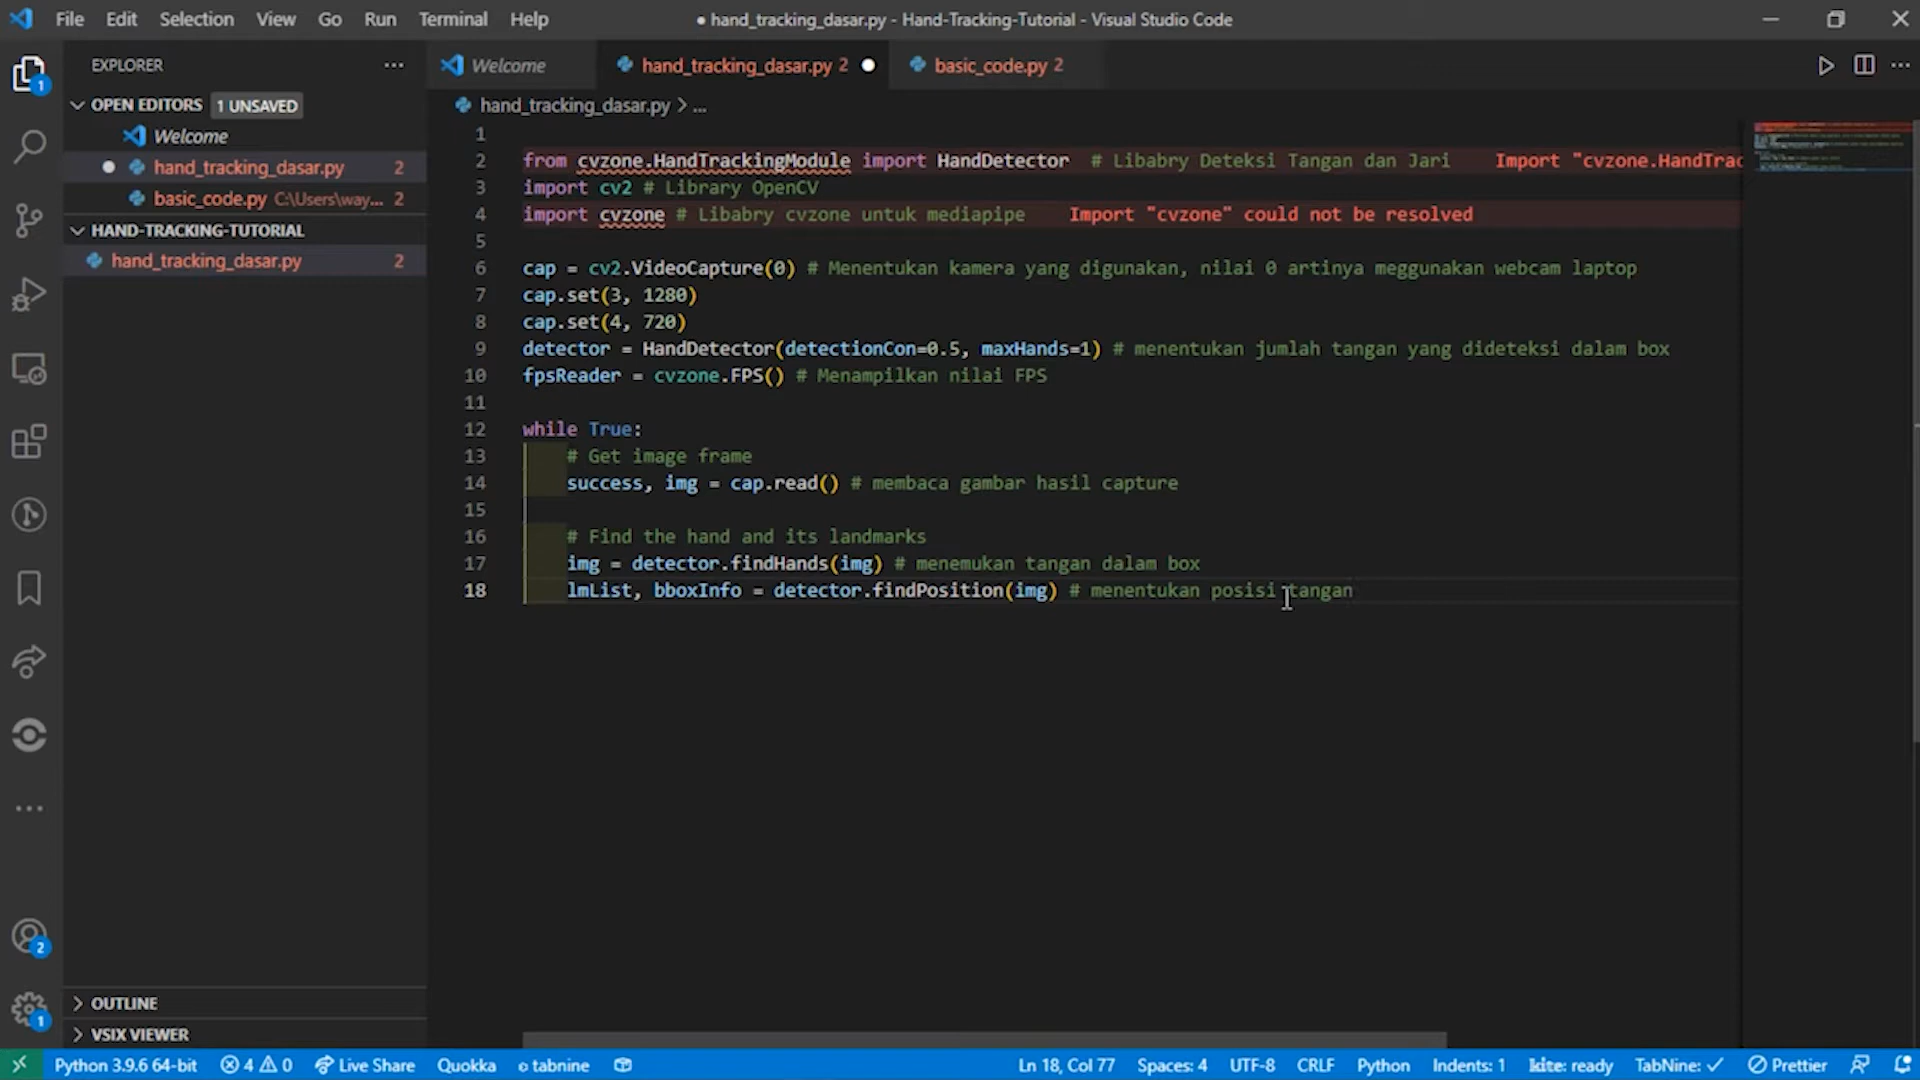 File Edit Selection View Go Run Terminal Help
● hand_tracking_dasar.py - Hand-Tracking-Tutorial - Visual Studio Code
EXPLORER
OPEN EDITORS 1 UNSAVED
Welcome
hand_tracking_dasar.py 2
basic_code.py C:\Users\way... 2
HAND-TRACKING-TUTORIAL
hand_tracking_dasar.py 2
OUTLINE
VSIX VIEWER
1
2
1
Welcome hand_tracking_dasar.py 2 basic_code.py 2
hand_tracking_dasar.py > ...
1
2 from cvzone.HandTrackingModule import HandDetector # Libabry Deteksi Tangan dan Jari Import "cvzone.HandTrac
3 import cv2 # Library OpenCV
4 import cvzone # Libabry cvzone untuk mediapipe Import "cvzone" could not be resolved
5
6 cap = cv2.VideoCapture(0) # Menentukan kamera yang digunakan, nilai 0 artinya meggunakan webcam laptop
7 cap.set(3, 1280)
8 cap.set(4, 720)
9 detector = HandDetector(detectionCon=0.5, maxHands=1) # menentukan jumlah tangan yang dideteksi dalam box
10 fpsReader = cvzone.FPS() # Menampilkan nilai FPS
11
12 while True:
13 # Get image frame
14 success, img = cap.read() # membaca gambar hasil capture
15
16 # Find the hand and its landmarks
17 img = detector.findHands(img) # menemukan tangan dalam box
18 lmList, bboxInfo = detector.findPosition(img) # menentukan posisi tangan
Python 3.9.6 64-bit 4 0 Live Share Quokka tabnine Ln 18, Col 77 Spaces: 4 UTF-8 CRLF Python Indents: 1 kite: ready TabNine: ✓ Prettier